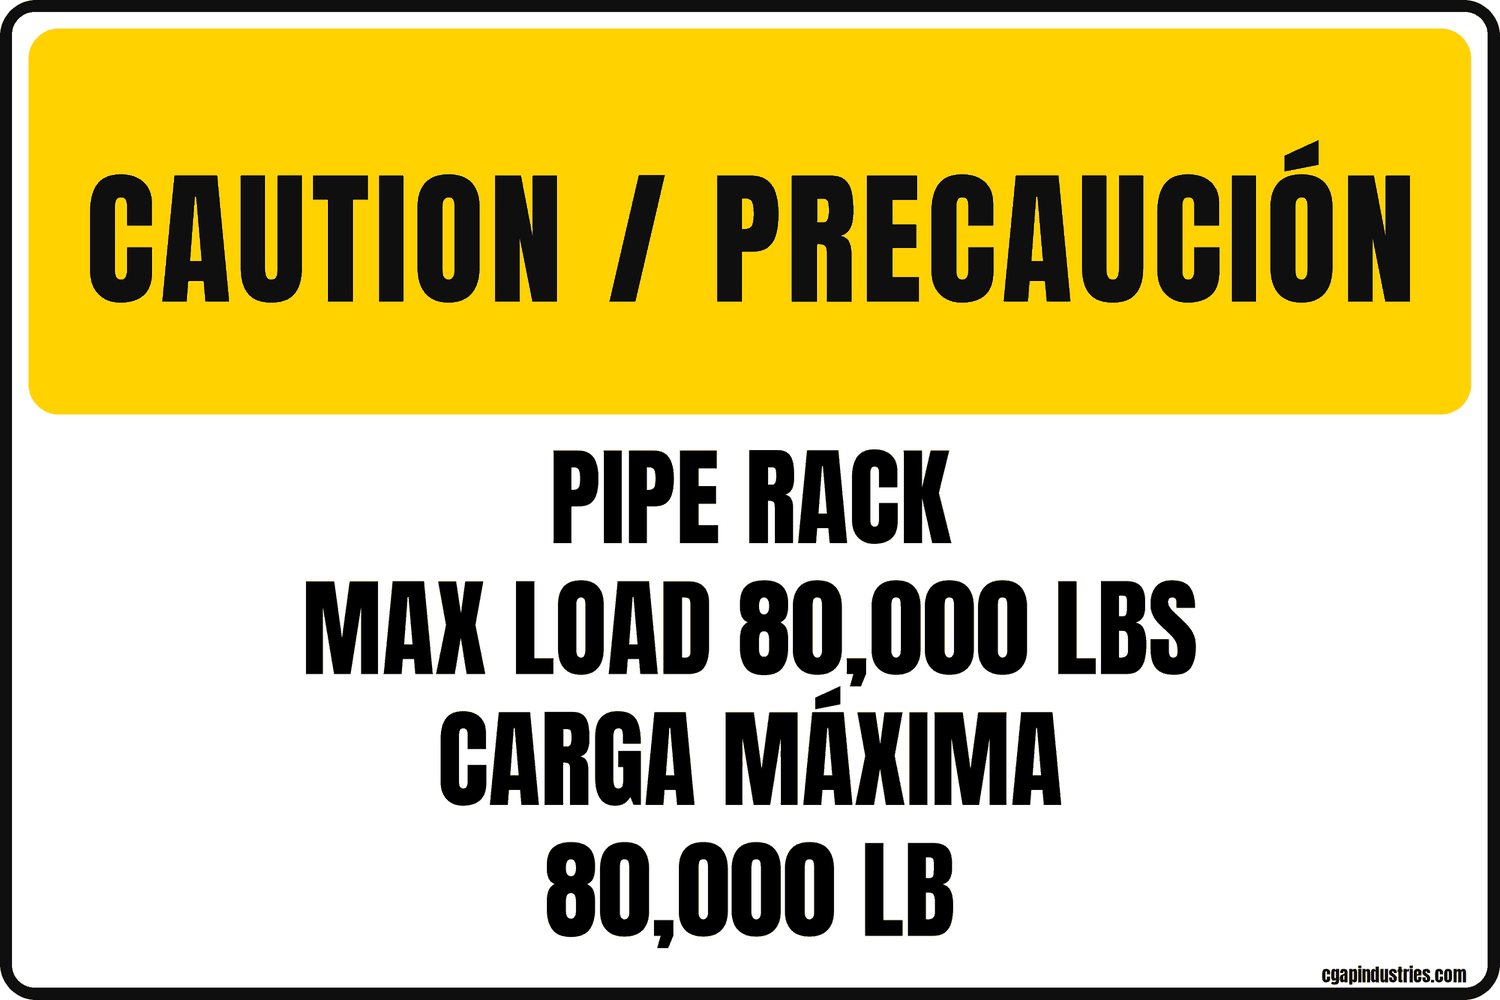 CAUTION / PRECAUCIÓN
PIPE RACK
MAX LOAD 80,000 LBS
CARGA MÁXIMA
80,000 LB
cgapindustries.com